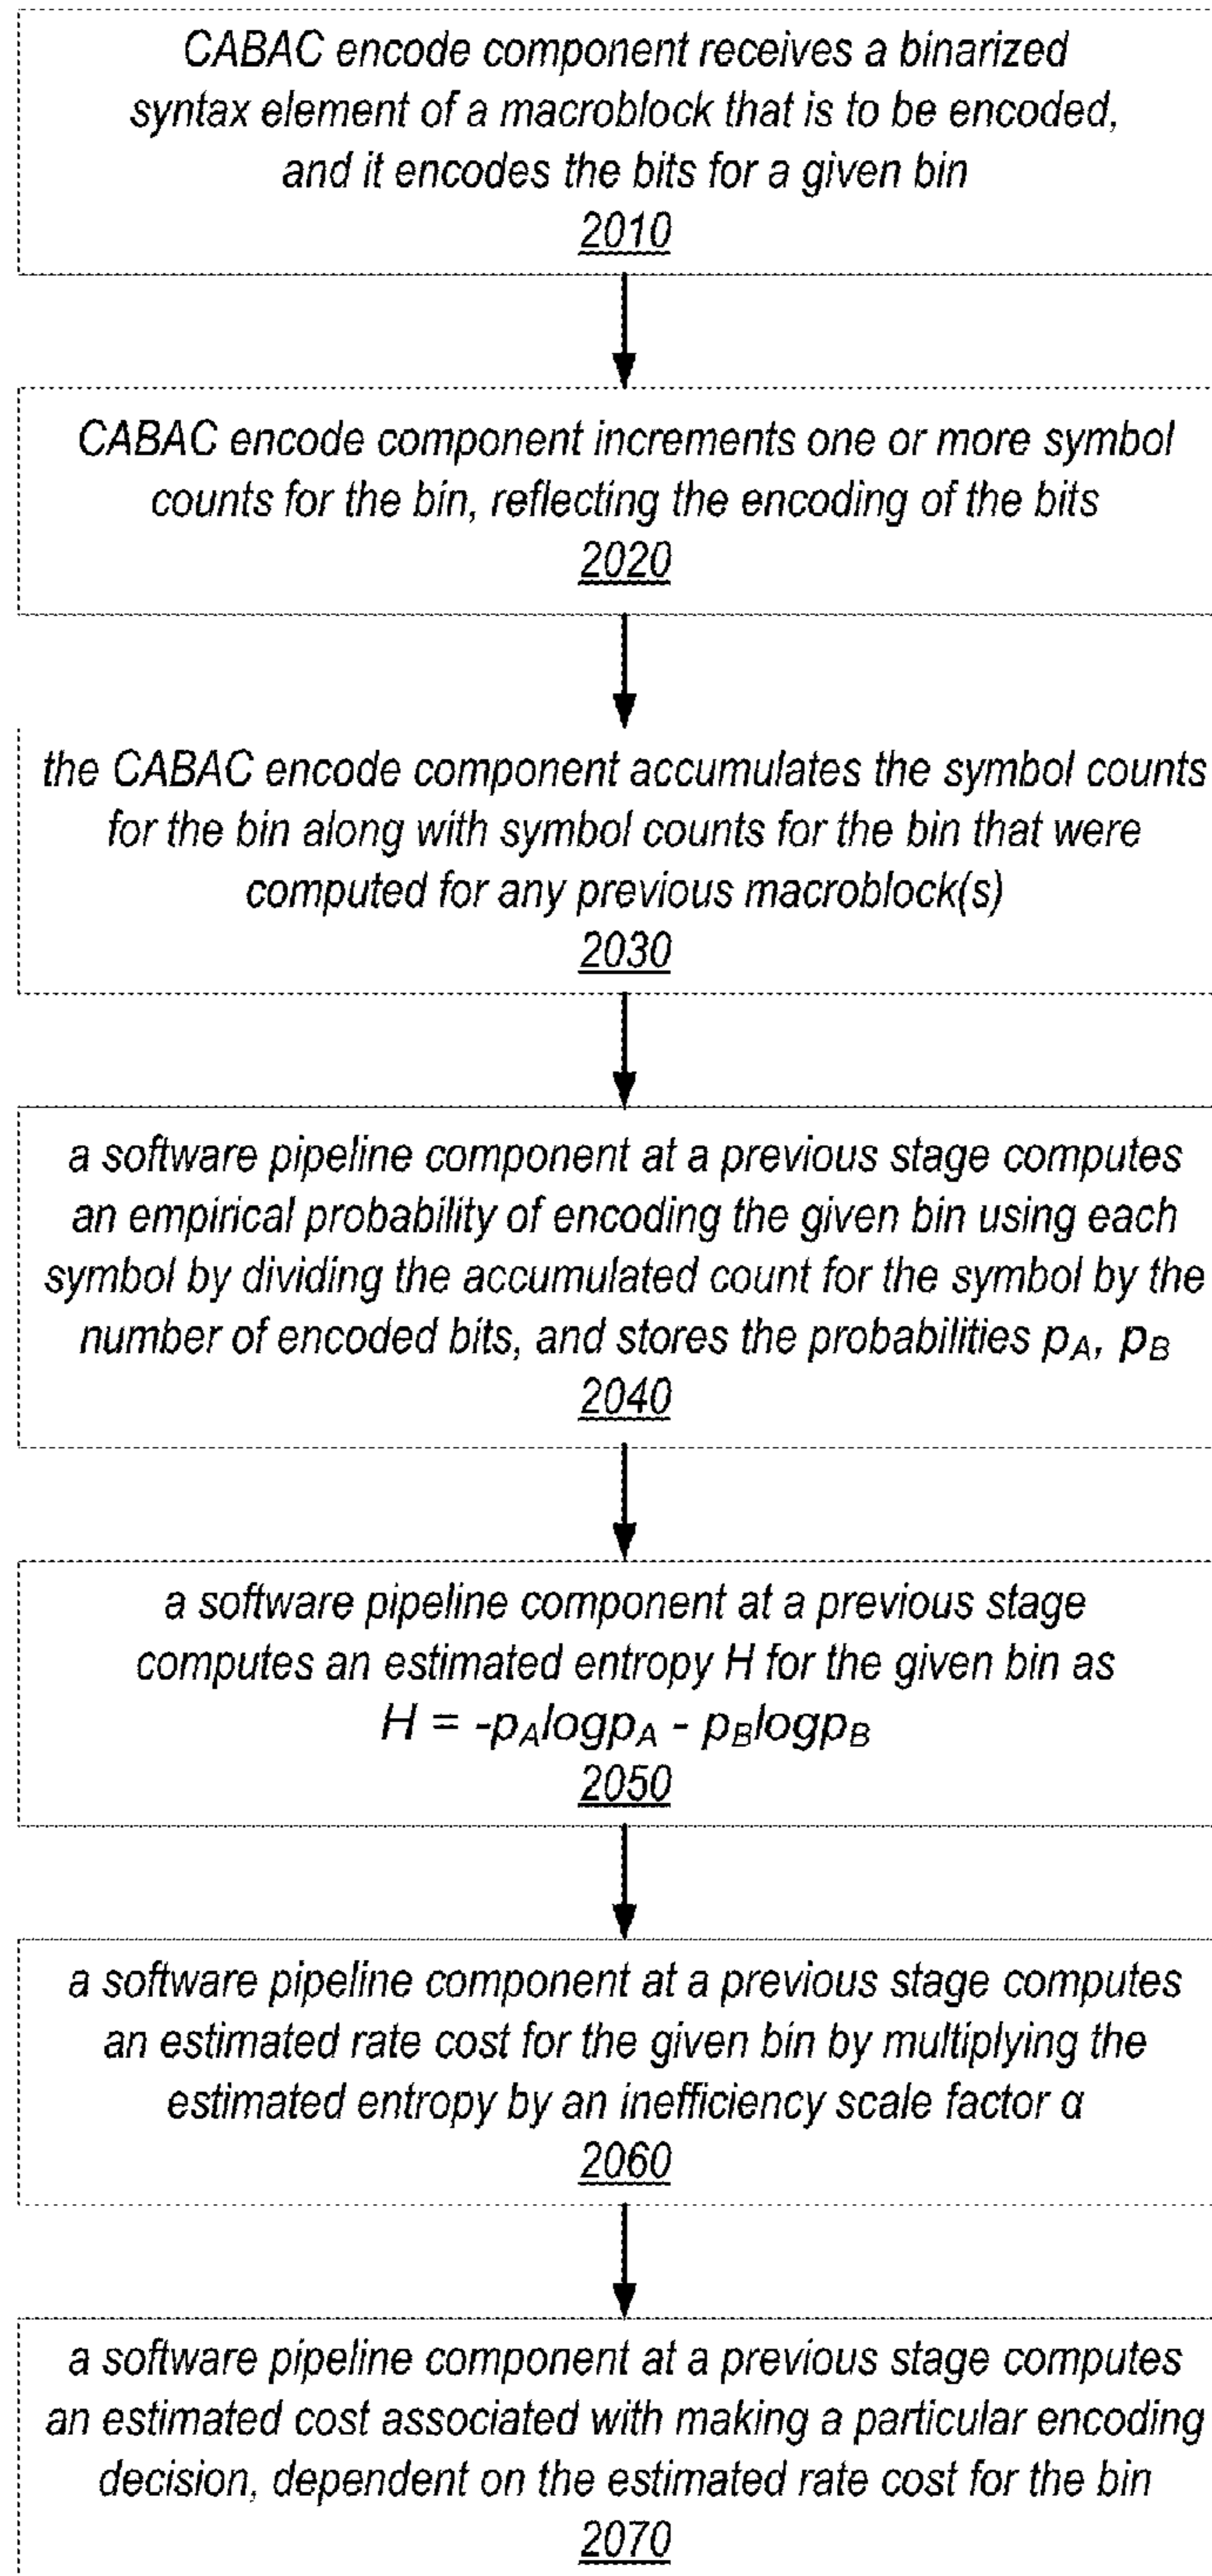 CABAC encode component receives a binarized
syntax element of a macroblock that is to be encoded,
and it encodes the bits for a given bin
2010
CABAC encode component increments one or more symbol
counts for the bin, reflecting the encoding of the bits
2020
the CABAC encode component accumulates the symbol counts
for the bin along with symbol counts for the bin that were
computed for any previous macroblock(s)
2030
a software pipeline component at a previous stage computes
an empirical probability of encoding the given bin using each
symbol by dividing the accumulated count for the symbol by the
number of encoded bits, and stores the probabilities pA, pB
2040
a software pipeline component at a previous stage
computes an estimated entropy H for the given bin as
H = -pAlogpA - pBlogpB
2050
a software pipeline component at a previous stage computes
an estimated rate cost for the given bin by multiplying the
estimated entropy by an inefficiency scale factor α
2060
a software pipeline component at a previous stage computes
an estimated cost associated with making a particular encoding
decision, dependent on the estimated rate cost for the bin
2070